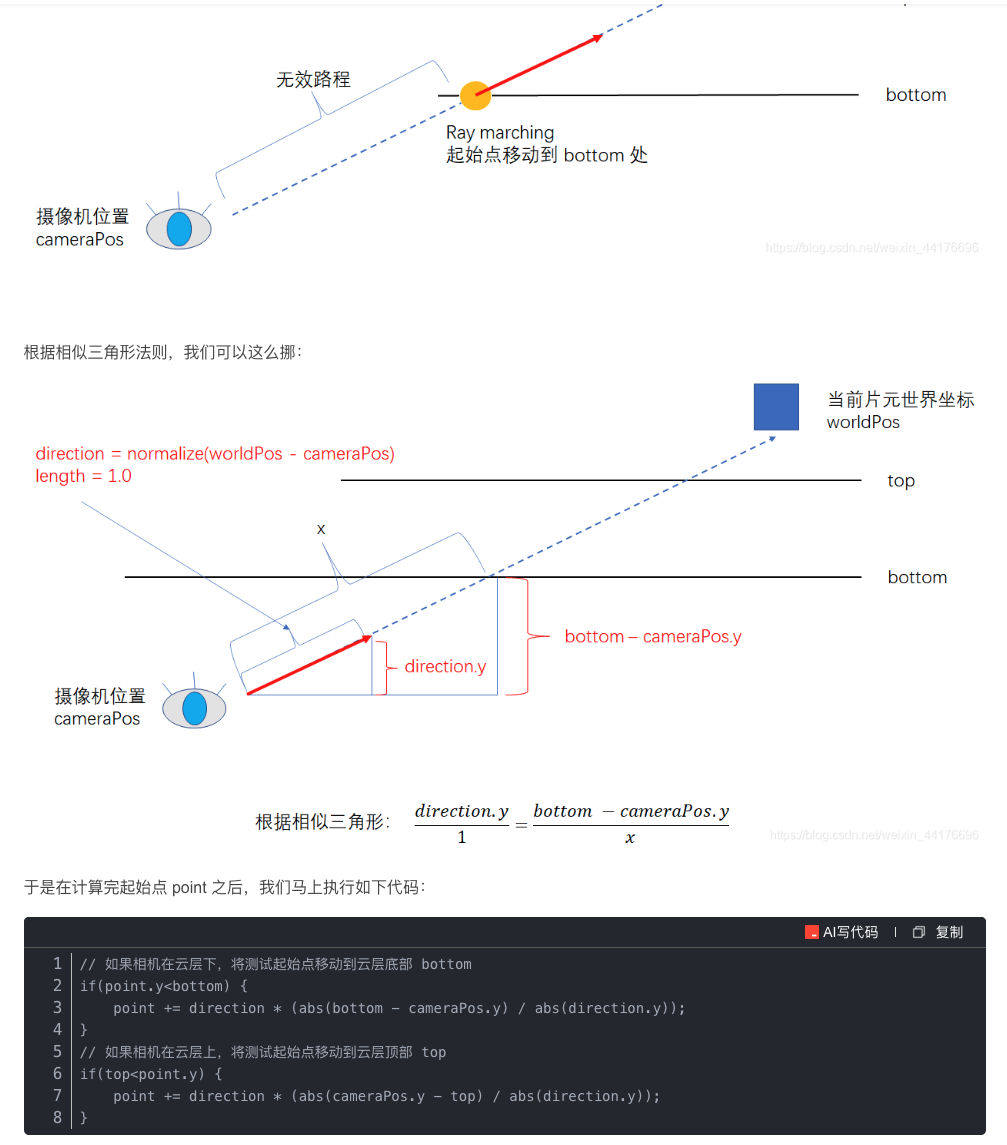 无效路程
bottom
Ray marching
起始点移动到 bottom 处
摄像机位置
cameraPos
https://blog.csdn.net/weixin_44176696
根据相似三角形法则，我们可以这么挪：
当前片元世界坐标
worldPos
direction = normalize(worldPos - cameraPos)
length = 1.0
top
x
bottom
bottom – cameraPos.y
direction.y
摄像机位置
cameraPos
根据相似三角形： direction.y / 1 = bottom − cameraPos.y / x
https://blog.csdn.net/weixin_44176696
于是在计算完起始点 point 之后，我们马上执行如下代码：
AI写代码 复制
1 // 如果相机在云层下，将测试起始点移动到云层底部 bottom
2 if(point.y<bottom) {
3     point += direction * (abs(bottom - cameraPos.y) / abs(direction.y));
4 }
5 // 如果相机在云层上，将测试起始点移动到云层顶部 top
6 if(top<point.y) {
7     point += direction * (abs(cameraPos.y - top) / abs(direction.y));
8 }